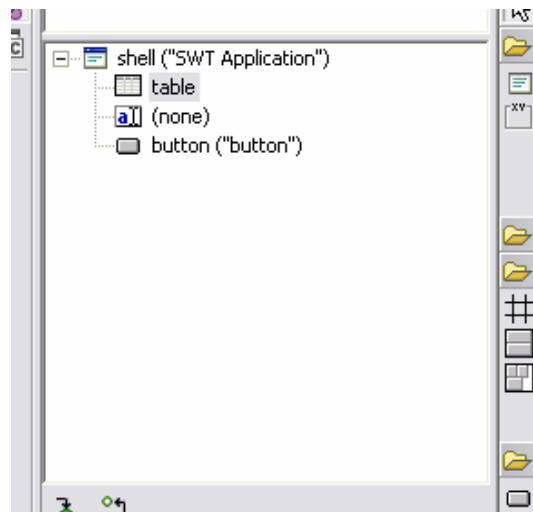 shell ("SWT Application")
table
(none)
button ("button")